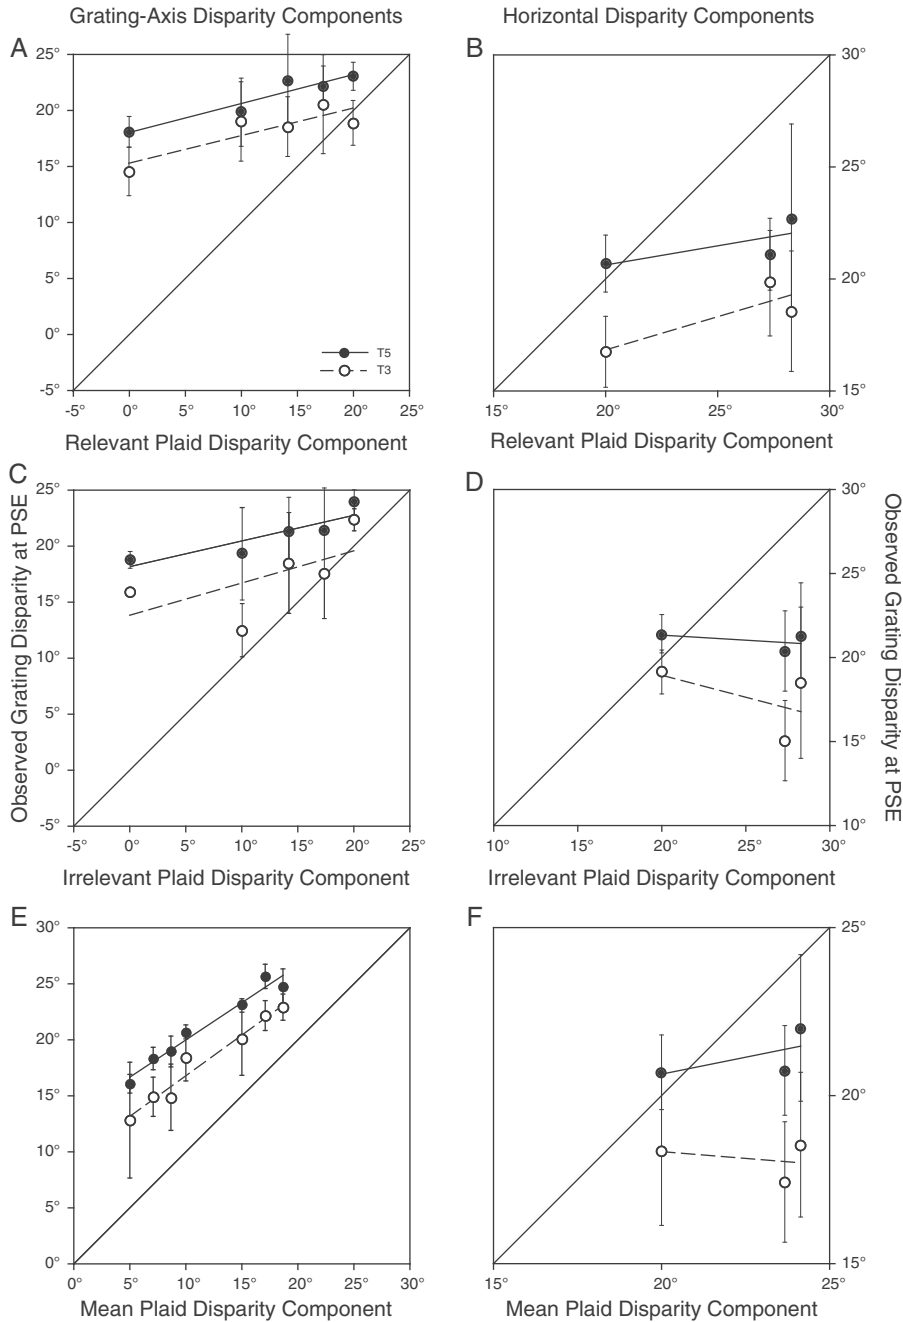 Grating-Axis Disparity Components
Horizontal Disparity Components
A
25°
20°
15°
10°
5°
0°
-5°
-5° 0° 5° 10° 15° 20° 25°
T5
T3
Relevant Plaid Disparity Component
B
30°
25°
20°
15°
15° 20° 25° 30°
Relevant Plaid Disparity Component
C
25°
20°
15°
10°
5°
0°
-5°
-5° 0° 5° 10° 15° 20° 25°
Observed Grating Disparity at PSE
Irrelevant Plaid Disparity Component
D
30°
25°
20°
15°
10°
10° 15° 20° 25° 30°
Observed Grating Disparity at PSE
Irrelevant Plaid Disparity Component
E
30°
25°
20°
15°
10°
5°
0°
0° 5° 10° 15° 20° 25° 30°
Mean Plaid Disparity Component
F
25°
20°
15°
15° 20° 25°
Mean Plaid Disparity Component